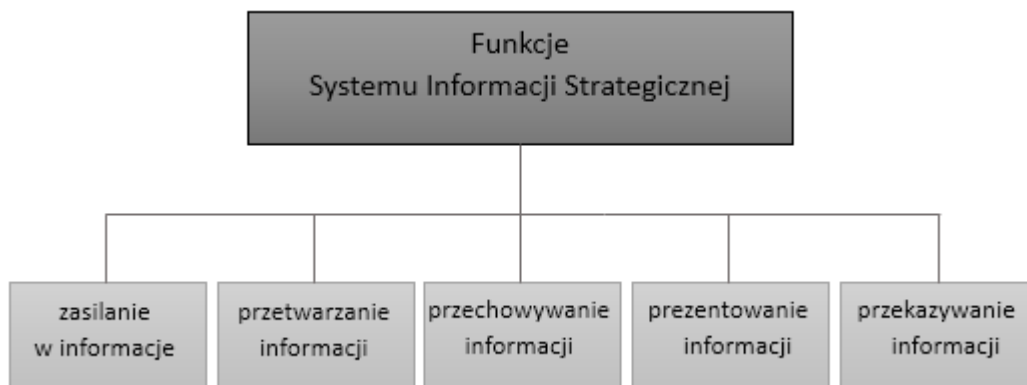 Funkcje
Systemu Informacji Strategicznej
zasilanie
w informacje
przetwarzanie
informacji
przechowywanie
informacji
prezentowanie
informacji
przekazywanie
informacji